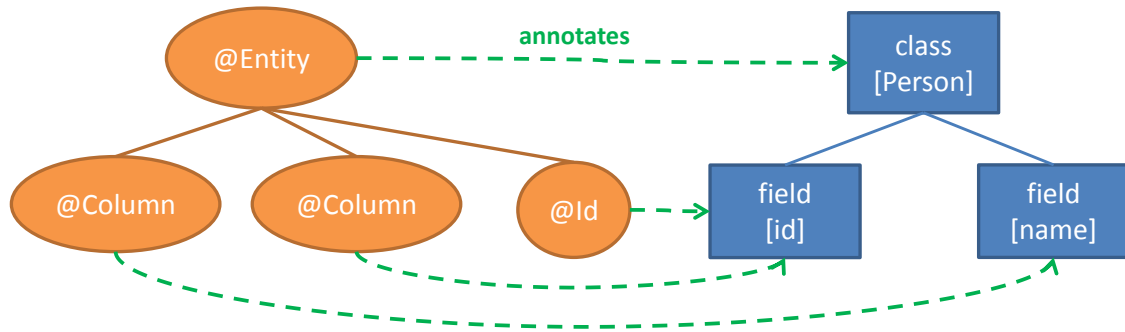 @Entity
annotates
class
[Person]
@Column
@Column
@Id
field
[id]
field
[name]